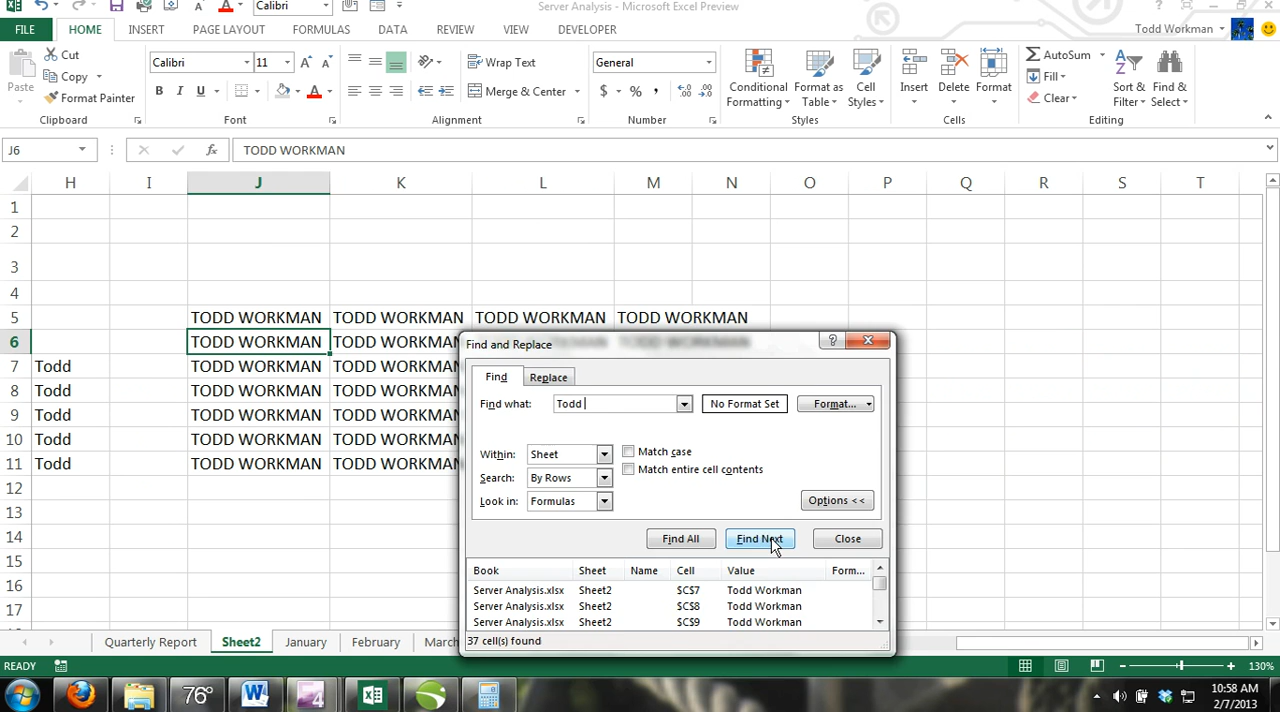 Calibri
Server Analysis - Microsoft Excel Preview
?
FILE HOME INSERT PAGE LAYOUT FORMULAS DATA REVIEW VIEW DEVELOPER Todd Workman
Paste
Cut
Copy
Format Painter
Calibri 11
B I U A
Wrap Text
Merge & Center
General
$ % ,
Conditional Formatting
Format as Table
Cell Styles
Insert
Delete
Format
AutoSum
Fill
Clear
Sort & Filter
Find & Select
Clipboard Font Alignment Number Styles Cells Editing
J6 fx TODD WORKMAN
H I J K L M N O P Q R S T
1
2
3
4
5 TODD WORKMAN TODD WORKMAN TODD WORKMAN TODD WORKMAN
6 TODD WORKMAN TODD WORKMAN
7 Todd TODD WORKMAN TODD WORKMAN
8 Todd TODD WORKMAN TODD WORKMAN
9 Todd TODD WORKMAN TODD WORKMAN
10 Todd TODD WORKMAN TODD WORKMAN
11 Todd TODD WORKMAN TODD WORKMAN
12
13
14
15
16
17
Find and Replace
?
Find Replace
Find what: Todd No Format Set Format...
Within: Sheet Match case
Search: By Rows Match entire cell contents
Look in: Formulas Options <<
Find All Find Next Close
Book Sheet Name Cell Value Form...
Server Analysis.xlsx Sheet2 $C$7 Todd Workman
Server Analysis.xlsx Sheet2 $C$8 Todd Workman
Server Analysis.xlsx Sheet2 $C$9 Todd Workman
37 cell(s) found
Quarterly Report Sheet2 January February March
READY 130%
76°
10:58 AM
2/7/2013